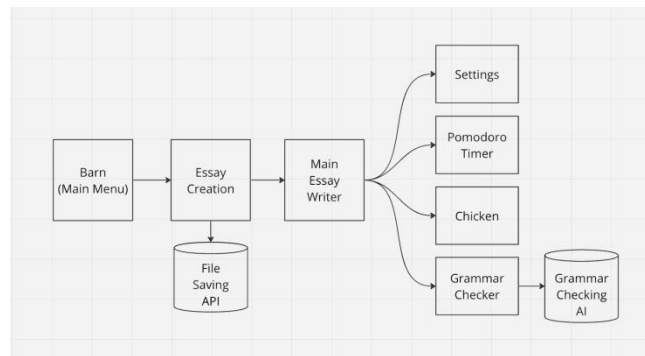 Barn
(Main Menu)
Essay
Creation
File
Saving
API
Main
Essay
Writer
Settings
Pomodoro
Timer
Chicken
Grammar
Checker
Grammar
Checking
AI